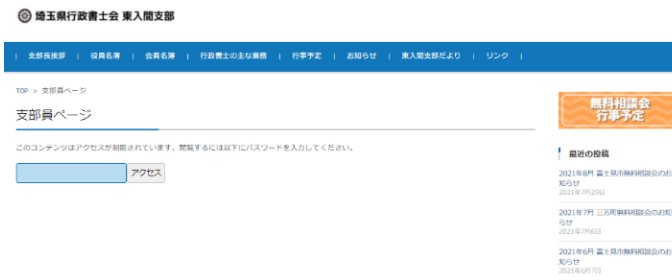 埼玉県行政書士会 東入間支部
| 支部長挨拶 | 役員名簿 | 会員名簿 | 行政書士の主な業務 | 行事予定 | お知らせ | 東入間支部だより | リンク |
TOP > 支部員ページ
支部員ページ
このコンテンツはアクセスが制限されています。閲覧するには以下にパスワードを入力してください。
アクセス
無料相談会
行事予定
最近の投稿
2021年8月 富士見市無料相談会のお
知らせ
2021年7月29日
2021年7月 三芳町無料相談会のお知
らせ
2021年7月6日
2021年6月 富士見市無料相談会のお
知らせ
2021年6月7日